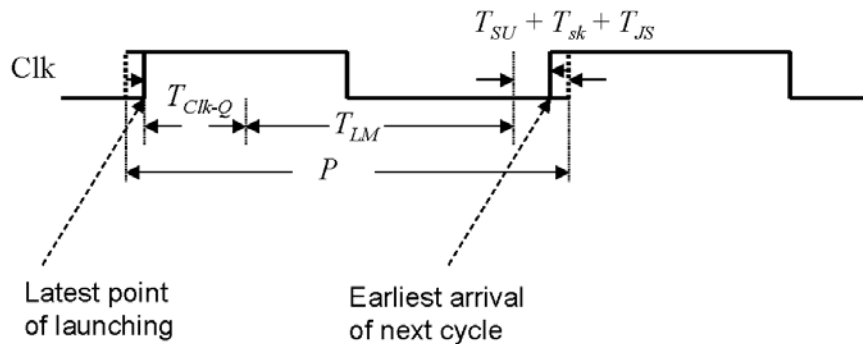 T_SU + T_sk + T_JS
Clk
T_Clk-Q
T_LM
P
Latest point
of launching
Earliest arrival
of next cycle